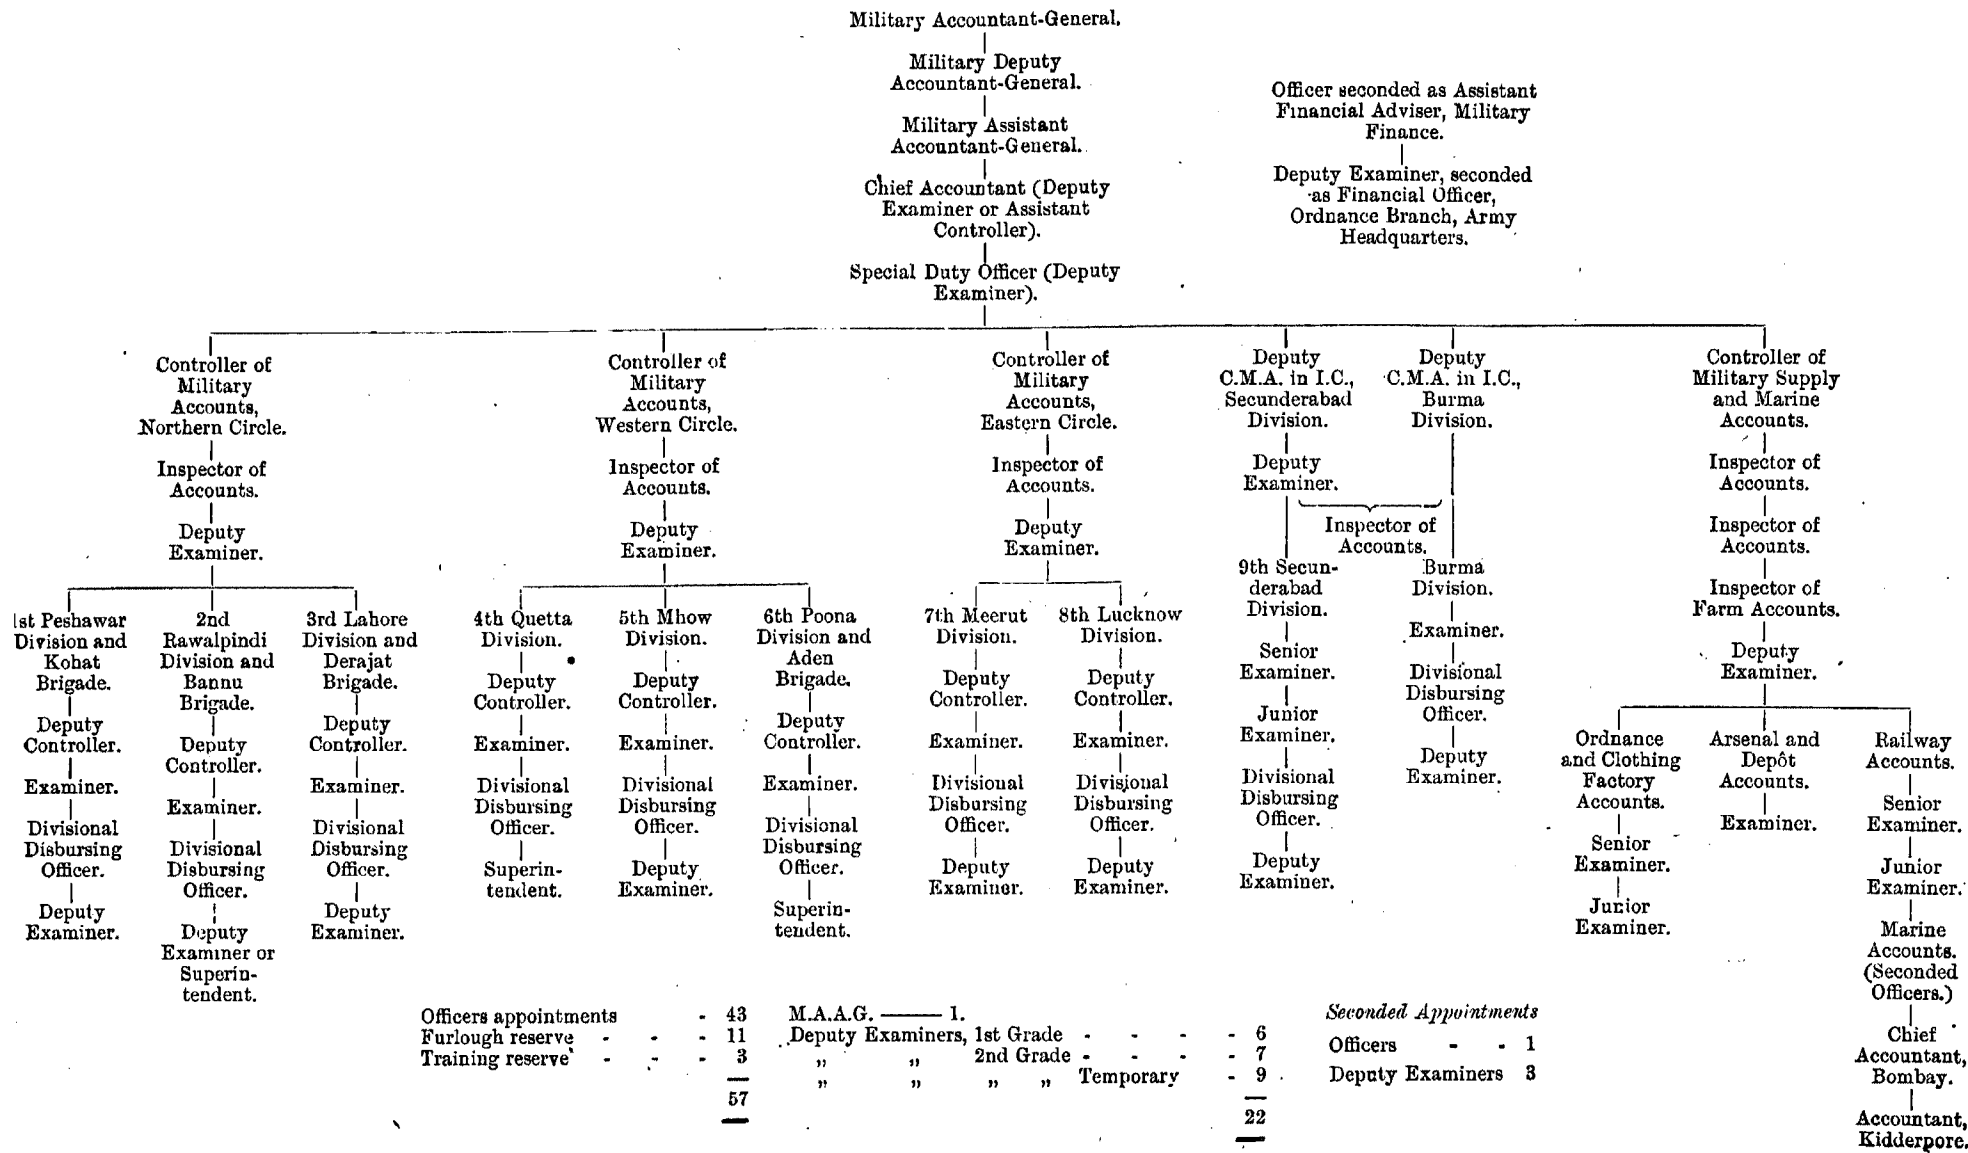 Military Accountant-General.
Military Deputy
Accountant-General.
Military Assistant
Accountant-General.
Chief Accountant (Deputy
Examiner or Assistant
Controller).
Special Duty Officer (Deputy
Examiner).
Officer seconded as Assistant
Financial Adviser, Military
Finance.
Deputy Examiner, seconded
as Financial Officer,
Ordnance Branch, Army
Headquarters.
Controller of
Military
Accounts,
Northern Circle.
Inspector of
Accounts.
Deputy
Examiner.
1st Peshawar
Division and
Kohat
Brigade.
Deputy
Controller.
Examiner.
Divisional
Disbursing
Officer.
Deputy
Examiner.
2nd
Rawalpindi
Division and
Bannu
Brigade.
Deputy
Controller.
Examiner.
Divisional
Disbursing
Officer.
Deputy
Examiner or
Superin-
tendent.
3rd Lahore
Division and
Derajat
Brigade.
Deputy
Controller.
Examiner.
Divisional
Disbursing
Officer.
Deputy
Examiner.
Controller of
Military
Accounts,
Western Circle.
Inspector of
Accounts.
Deputy
Examiner.
4th Quetta
Division.
Deputy
Controller.
Examiner.
Divisional
Disbursing
Officer.
Superin-
tendent.
5th Mhow
Division.
Deputy
Controller.
Examiner.
Divisional
Disbursing
Officer.
Deputy
Examiner.
6th Poona
Division and
Aden
Brigade.
Deputy
Controller.
Examiner.
Divisional
Disbursing
Officer.
Superin-
tendent.
Controller of
Military
Accounts,
Eastern Circle.
Inspector of
Accounts.
Deputy
Examiner.
7th Meerut
Division.
Deputy
Controller.
Examiner.
Divisional
Disbursing
Officer.
Deputy
Examiner.
8th Lucknow
Division.
Deputy
Controller.
Examiner.
Divisional
Disbursing
Officer.
Deputy
Examiner.
Deputy
C.M.A. in I.C.,
Secunderabad
Division.
Deputy
Examiner.
Deputy
C.M.A. in I.C.,
Burma
Division.
Inspector of
Accounts.
9th Secun-
derabad
Division.
Senior
Examiner.
Junior
Examiner.
Divisional
Disbursing
Officer.
Deputy
Examiner.
Burma
Division.
Examiner.
Divisional
Disbursing
Officer.
Deputy
Examiner.
Controller of
Military Supply
and Marine
Accounts.
Inspector of
Accounts.
Inspector of
Accounts.
Inspector of
Farm Accounts.
Deputy
Examiner.
Ordnance
and Clothing
Factory
Accounts.
Senior
Examiner.
Junior
Examiner.
Arsenal and
Depôt
Accounts.
Examiner.
Railway
Accounts.
Senior
Examiner.
Junior
Examiner.
Marine
Accounts.
(Seconded
Officers.)
Chief
Accountant,
Bombay.
Accountant,
Kidderpore.
Officers appointments - 43
Furlough reserve - - - 11
Training reserve - - - 3
57
M.A.A.G. —— 1.
Deputy Examiners, 1st Grade - - - - 6
„ „ 2nd Grade - - - - 7
„ „ „ „ Temporary - 9
22
Seconded Appointments
Officers - - 1
Deputy Examiners 3